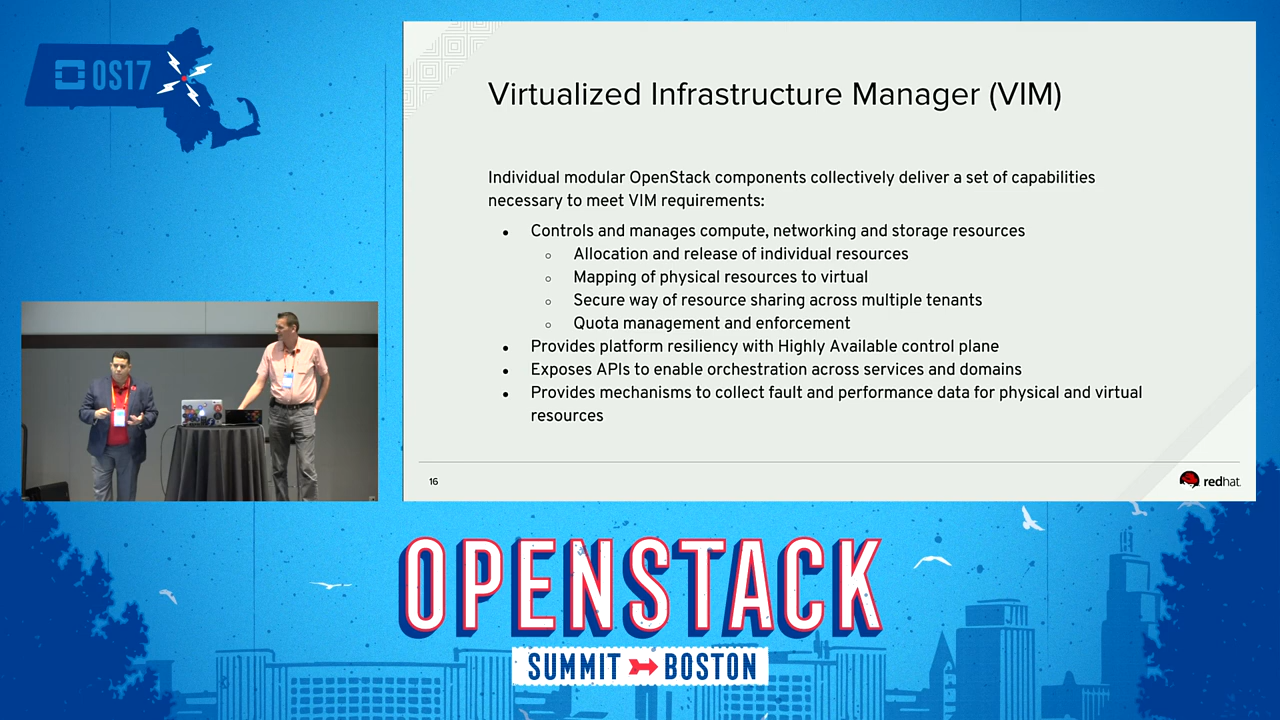 OS17
Virtualized Infrastructure Manager (VIM)
Individual modular OpenStack components collectively deliver a set of capabilities
necessary to meet VIM requirements:
● Controls and manages compute, networking and storage resources
○ Allocation and release of individual resources
○ Mapping of physical resources to virtual
○ Secure way of resource sharing across multiple tenants
○ Quota management and enforcement
● Provides platform resiliency with Highly Available control plane
● Exposes APIs to enable orchestration across services and domains
● Provides mechanisms to collect fault and performance data for physical and virtual
resources
16
redhat.
OPENSTACK
SUMMIT BOSTON